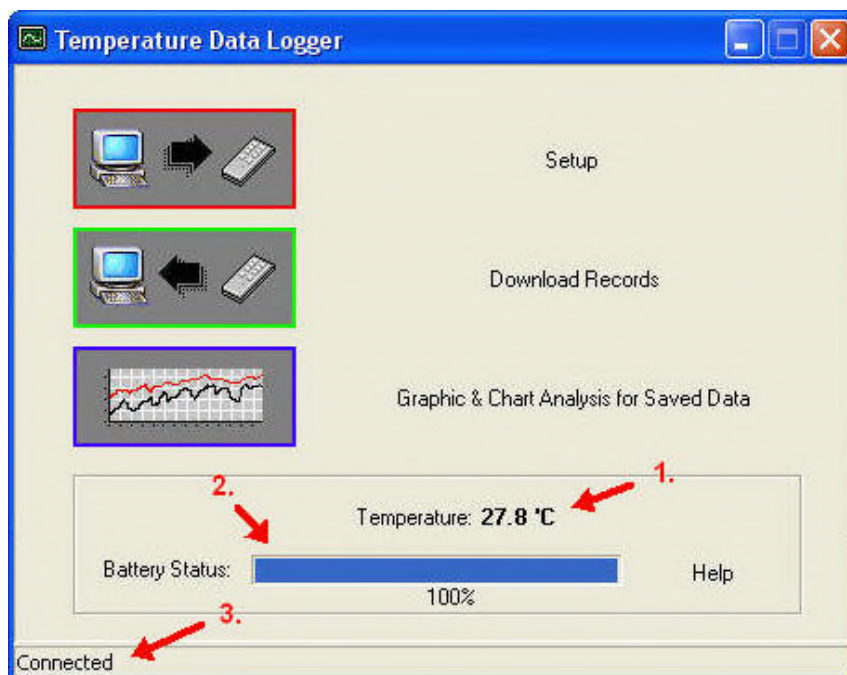 Temperature Data Logger
Setup
Download Records
Graphic & Chart Analysis for Saved Data
2.
1.
Temperature: 27.8 'C
Battery Status:
Help
100%
3.
Connected